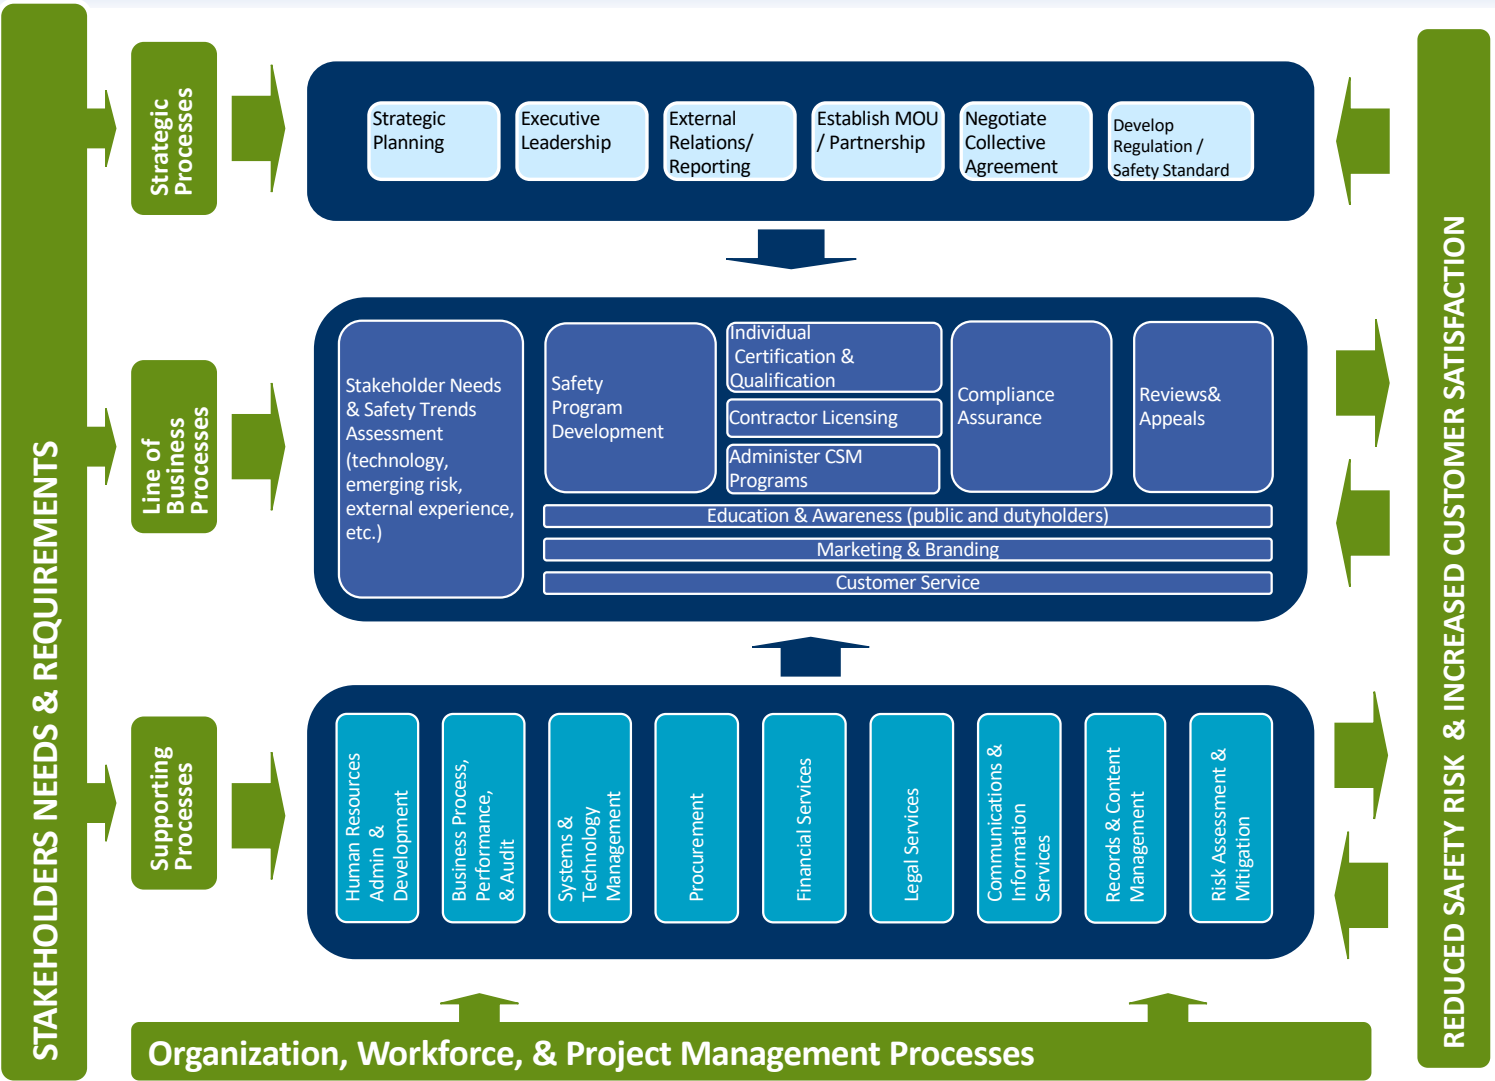 STAKEHOLDERS NEEDS & REQUIREMENTS
Strategic
Processes
Strategic
Planning
Executive
Leadership
External
Relations/
Reporting
Establish MOU
/ Partnership
Negotiate
Collective
Agreement
Develop
Regulation /
Safety Standard
Line of
Business
Processes
Stakeholder Needs
& Safety Trends
Assessment
(technology,
emerging risk,
external experience,
etc.)
Safety
Program
Development
Individual
Certification &
Qualification
Contractor Licensing
Administer CSM
Programs
Compliance
Assurance
Reviews&
Appeals
Education & Awareness (public and dutyholders)
Marketing & Branding
Customer Service
Supporting
Processes
Human Resources
Admin &
Development
Business Process,
Performance,
& Audit
Systems &
Technology
Management
Procurement
Financial Services
Legal Services
Communications &
Information
Services
Records & Content
Management
Risk Assessment &
Mitigation
Organization, Workforce, & Project Management Processes
REDUCED SAFETY RISK & INCREASED CUSTOMER SATISFACTION